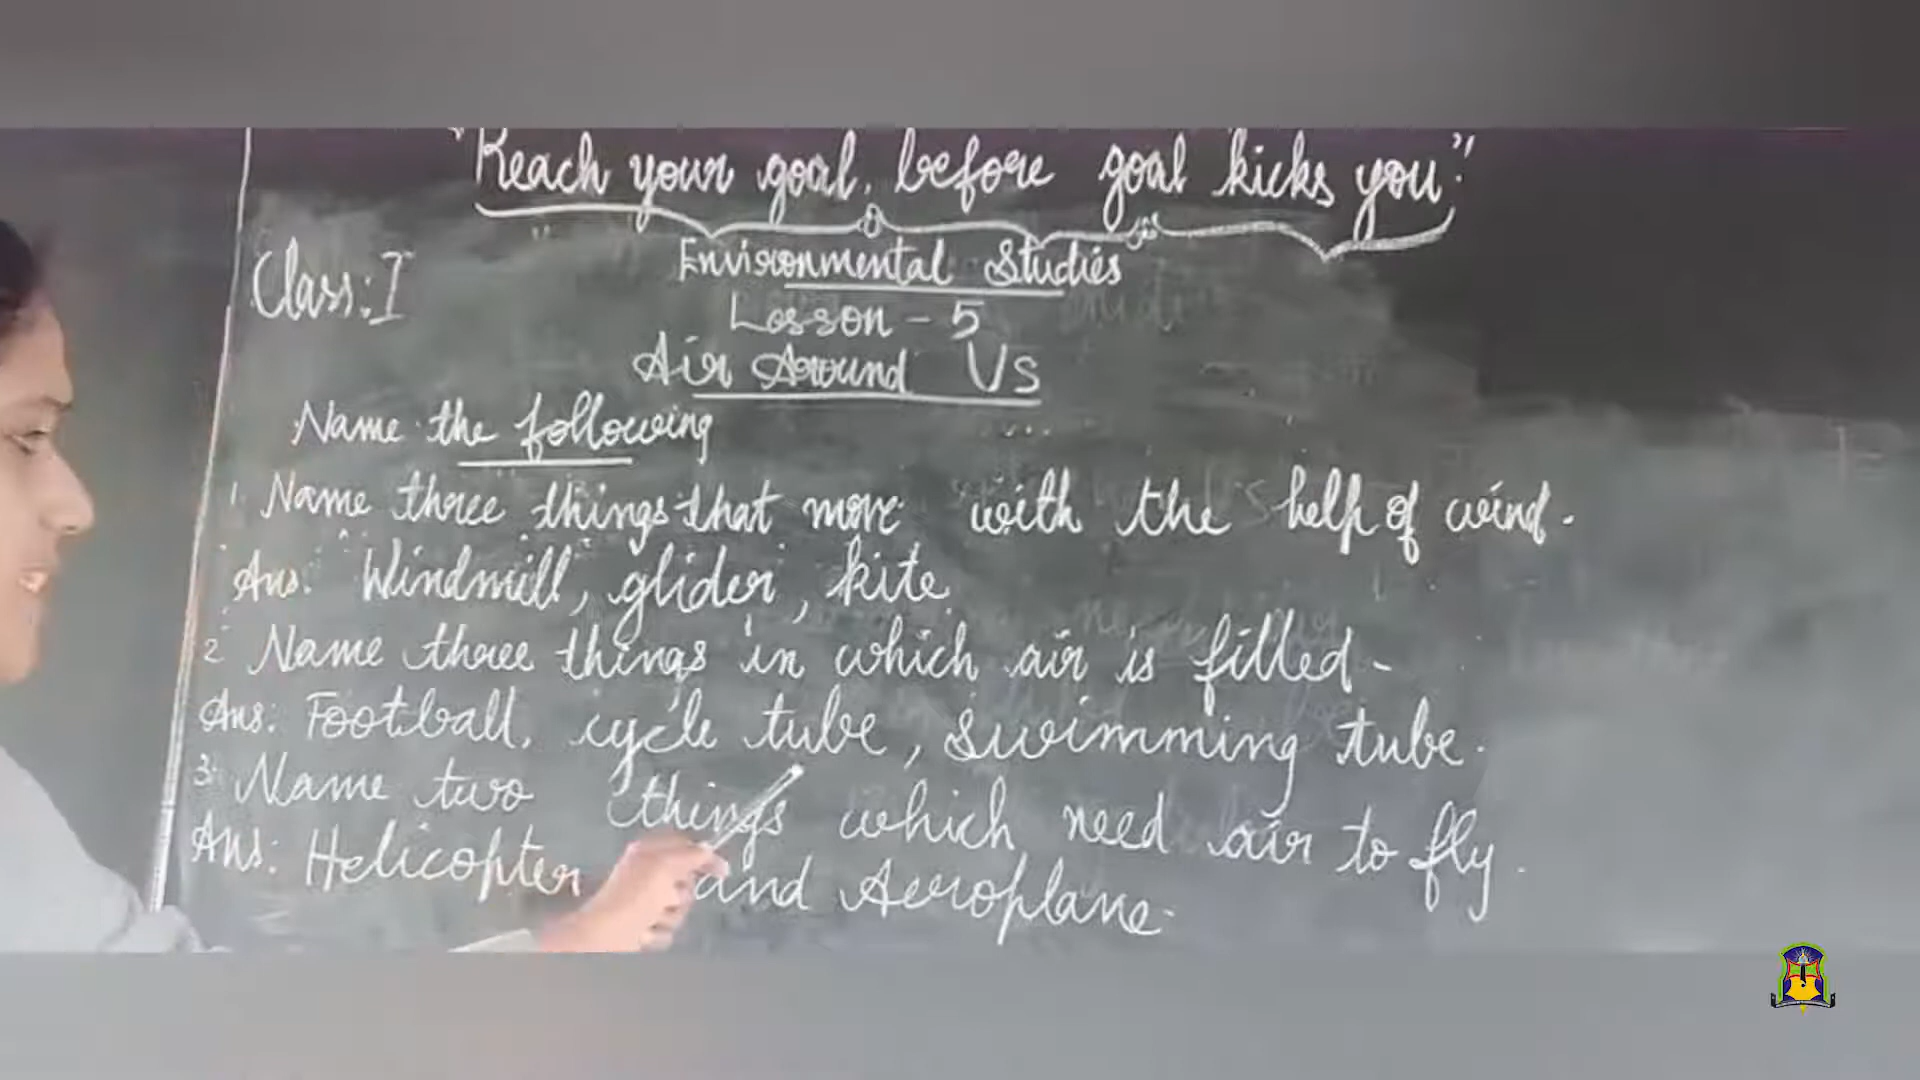 "Reach your goal, before goal kicks you".
Environmental Studies
Class: I
Lesson - 5
Air Around Us
Name the following
1. Name three things that move with the help of wind.
Ans: Windmill, glider, kite
2 Name three things in which air is filled-
Ans: Football, cycle tube, swimming tube.
3. Name two things which need air to fly.
Ans: Helicopter and Aeroplane.